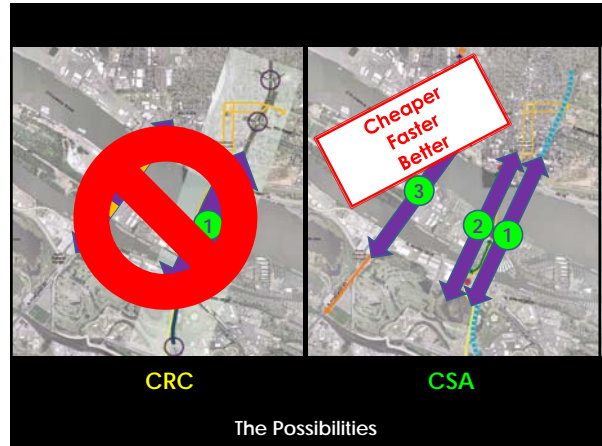 1
Cheaper
Faster
Better
3
2
1
CRC
CSA
The Possibilities